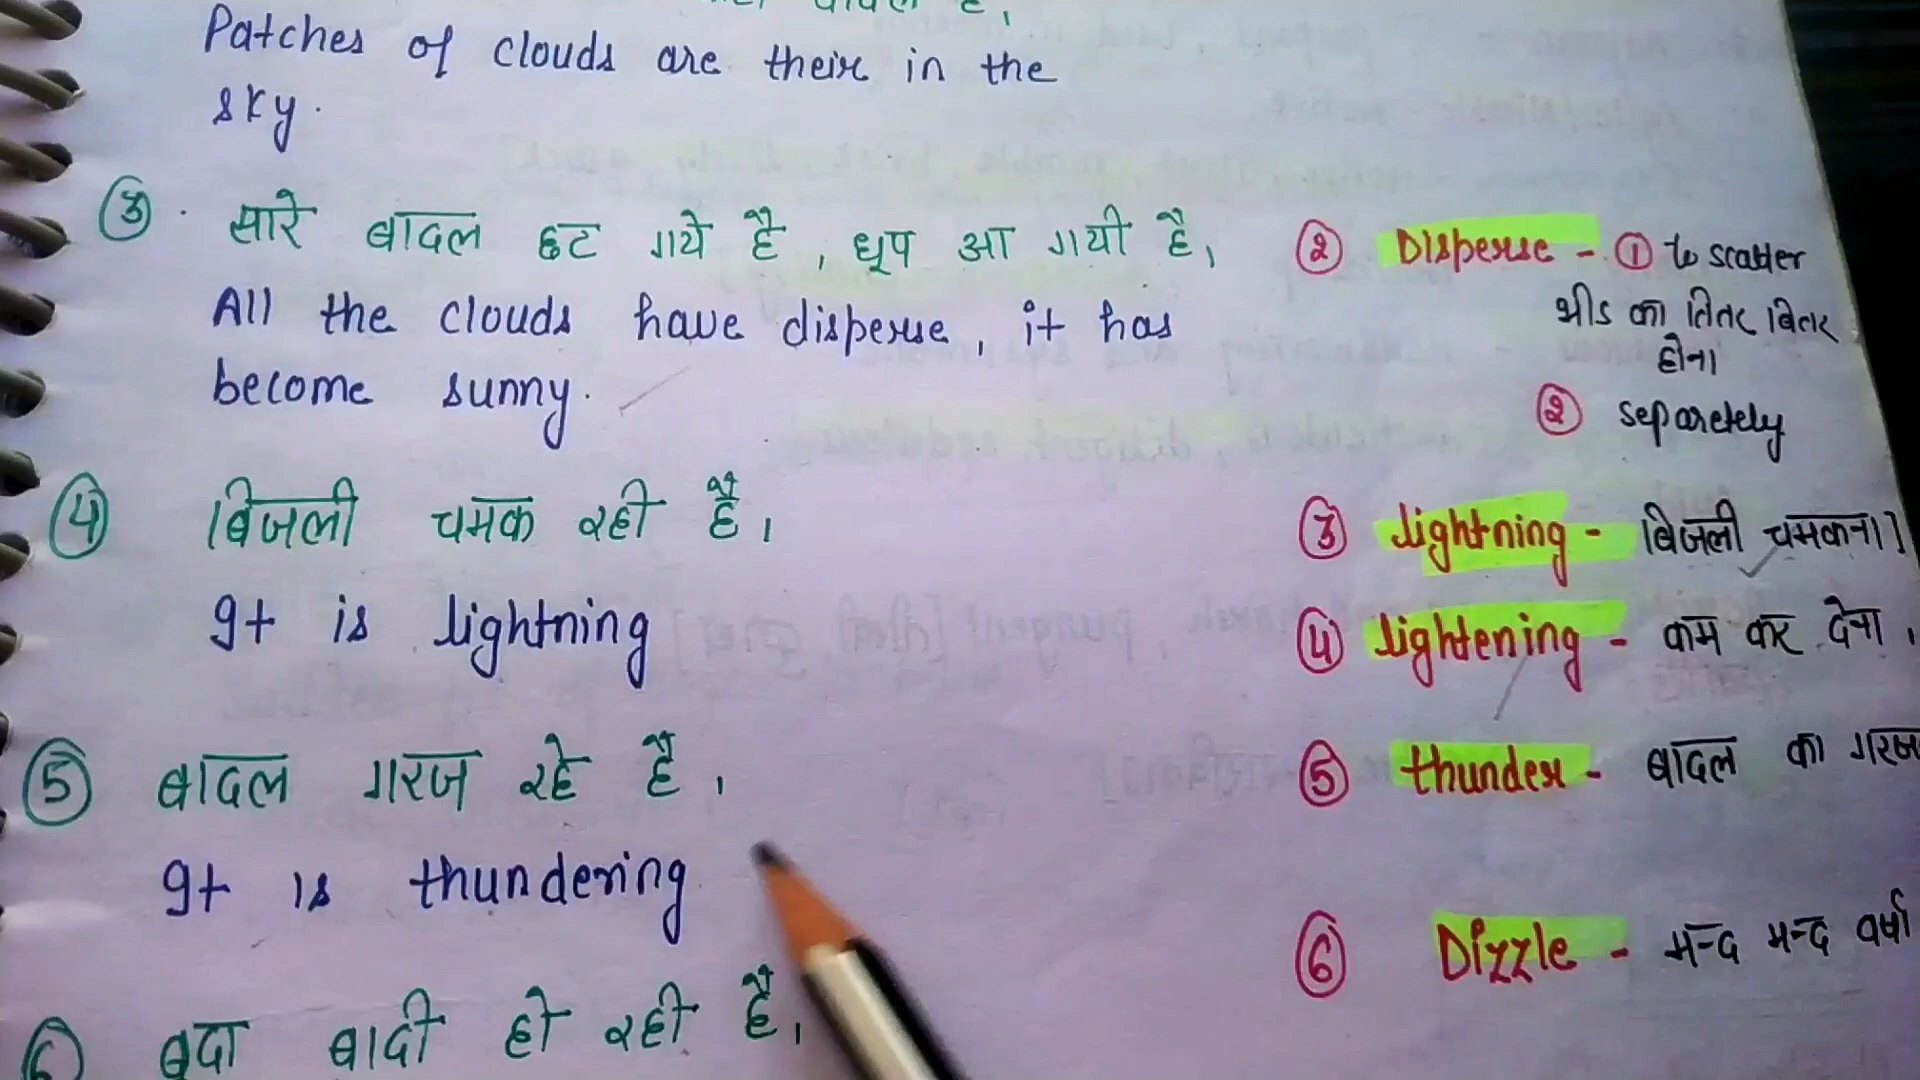 Patches of clouds are their in the
sky.
③ सारे बादल छट गये है, धूप आ गयी है,
All the clouds have disperse, it has
become sunny.
④ बिजली चमक रही है,
It is lightning
⑤ बादल गरज रहे है,
It is thundering
⑥ बूदा बादी हो रही है,
② Disperse - ① to scatter
भीड का तितर बितर
होना
② separetely
③ lightning - बिजली चमकना]
④ lightening - कम कर देना,
⑤ thunder - बादल का गरज
⑥ Dizzle - मन्द मन्द वर्षा